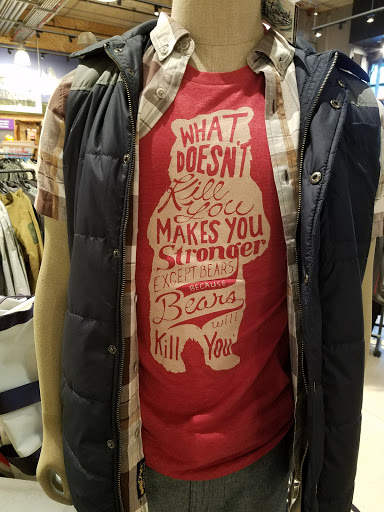 WHAT
DOESN'T
Kill
You
MAKES YOU
Stronger
EXCEPT BEARS
BECAUSE
Bears
will
Kill You